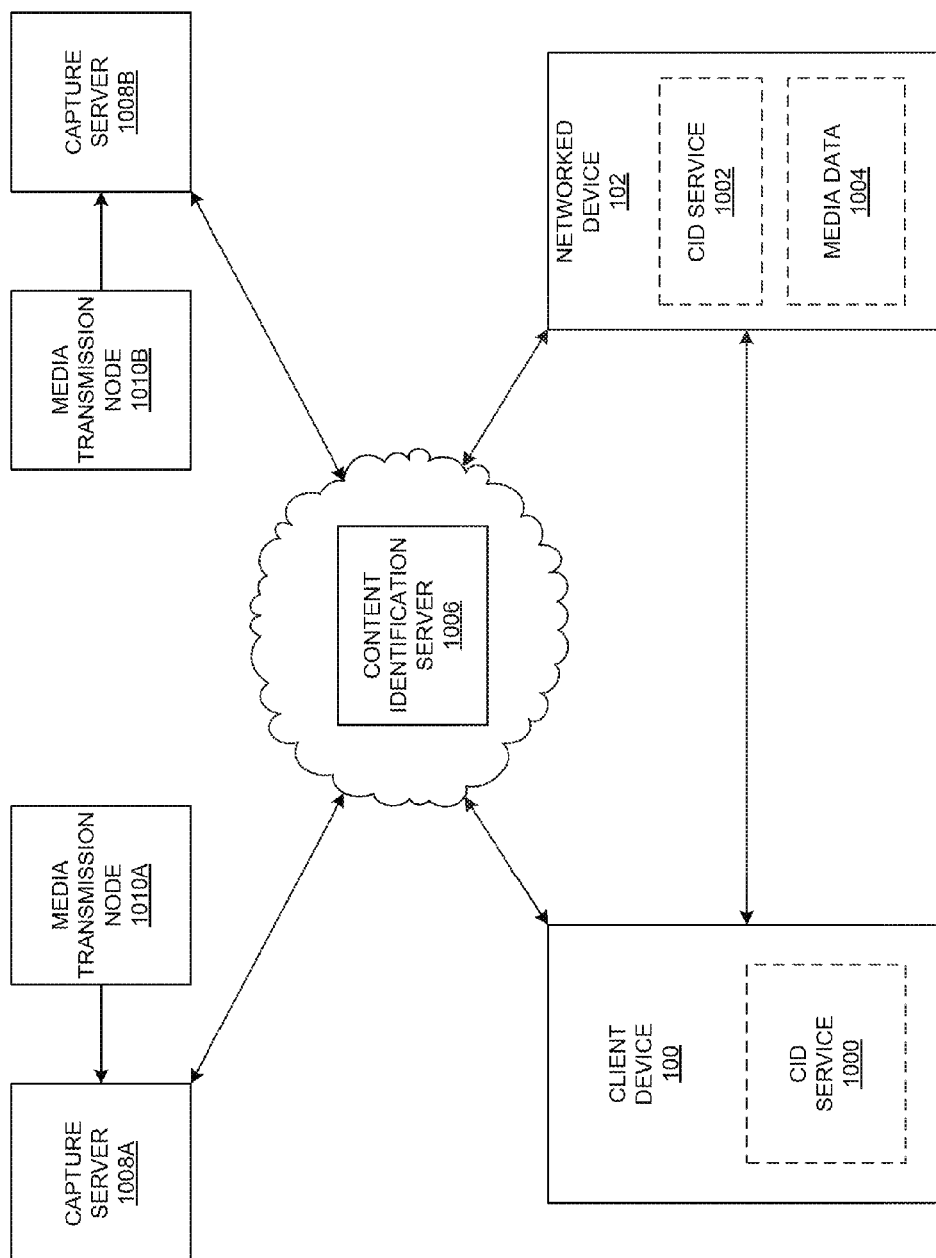 CAPTURE
SERVER
1008A
MEDIA
TRANSMISSION
NODE
1010A
MEDIA
TRANSMISSION
NODE
1010B
CAPTURE
SERVER
1008B
CONTENT
IDENTIFICATION
SERVER
1006
CLIENT
DEVICE
100
CID
SERVICE
1000
NETWORKED
DEVICE
102
CID SERVICE
1002
MEDIA DATA
1004